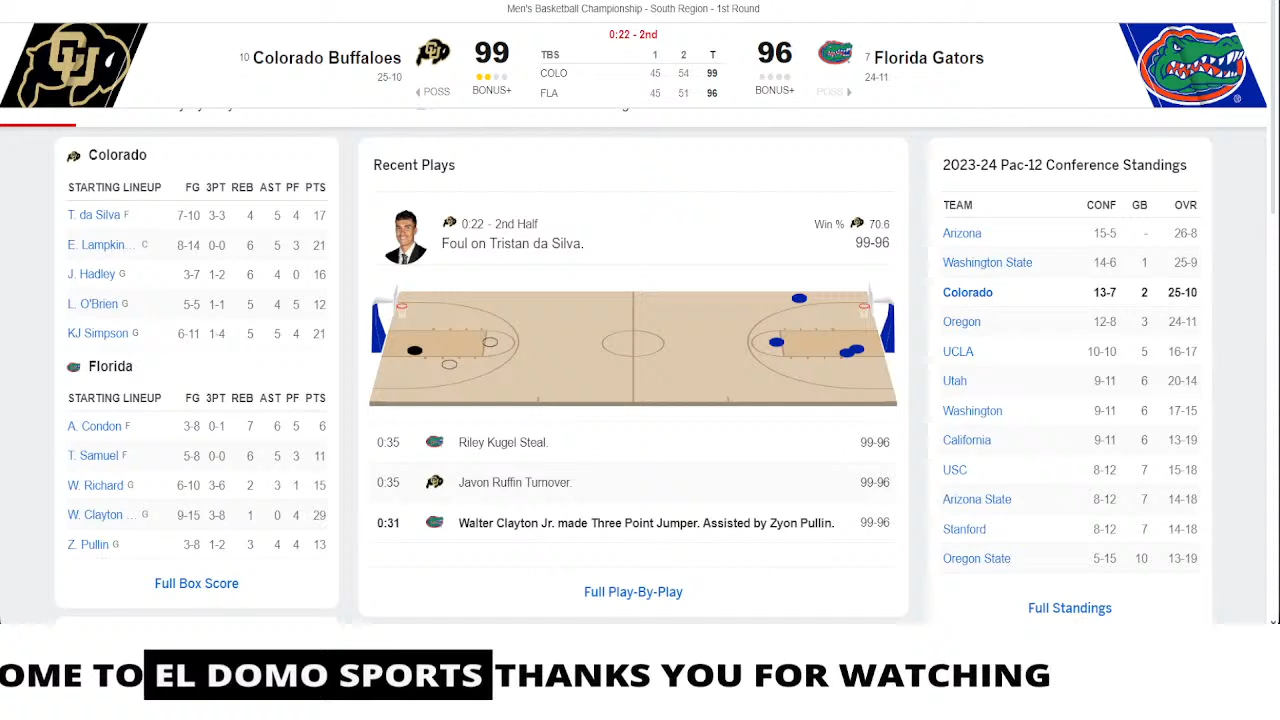 Men's Basketball Championship - South Region - 1st Round
10 Colorado Buffaloes
25-10
99
BONUS+
POSS
0:22 - 2nd
TBS 1 2 T
COLO 45 54 99
FLA 45 51 96
96
BONUS+
POSS
7 Florida Gators
24-11
Colorado
STARTING LINEUP FG 3PT REB AST PF PTS
T. da Silva F 7-10 3-3 4 5 4 17
E. Lampkin... C 8-14 0-0 6 5 3 21
J. Hadley G 3-7 1-2 6 4 0 16
L. O'Brien G 5-5 1-1 5 4 5 12
KJ Simpson G 6-11 1-4 5 5 4 21
Florida
STARTING LINEUP FG 3PT REB AST PF PTS
A. Condon F 3-8 0-1 7 6 5 6
T. Samuel F 5-8 0-0 6 5 3 11
W. Richard G 6-10 3-6 2 3 1 15
W. Clayton ... G 9-15 3-8 1 0 4 29
Z. Pullin G 3-8 1-2 3 4 4 13
Full Box Score
Recent Plays
0:22 - 2nd Half
Foul on Tristan da Silva.
Win % 70.6
99-96
0:35 Riley Kugel Steal. 99-96
0:35 Javon Ruffin Turnover. 99-96
0:31 Walter Clayton Jr. made Three Point Jumper. Assisted by Zyon Pullin. 99-96
Full Play-By-Play
2023-24 Pac-12 Conference Standings
TEAM CONF GB OVR
Arizona 15-5 - 26-8
Washington State 14-6 1 25-9
Colorado 13-7 2 25-10
Oregon 12-8 3 24-11
UCLA 10-10 5 16-17
Utah 9-11 6 20-14
Washington 9-11 6 17-15
California 9-11 6 13-19
USC 8-12 7 15-18
Arizona State 8-12 7 14-18
Stanford 8-12 7 14-18
Oregon State 5-15 10 13-19
Full Standings
OME TO EL DOMO SPORTS THANKS YOU FOR WATCHING